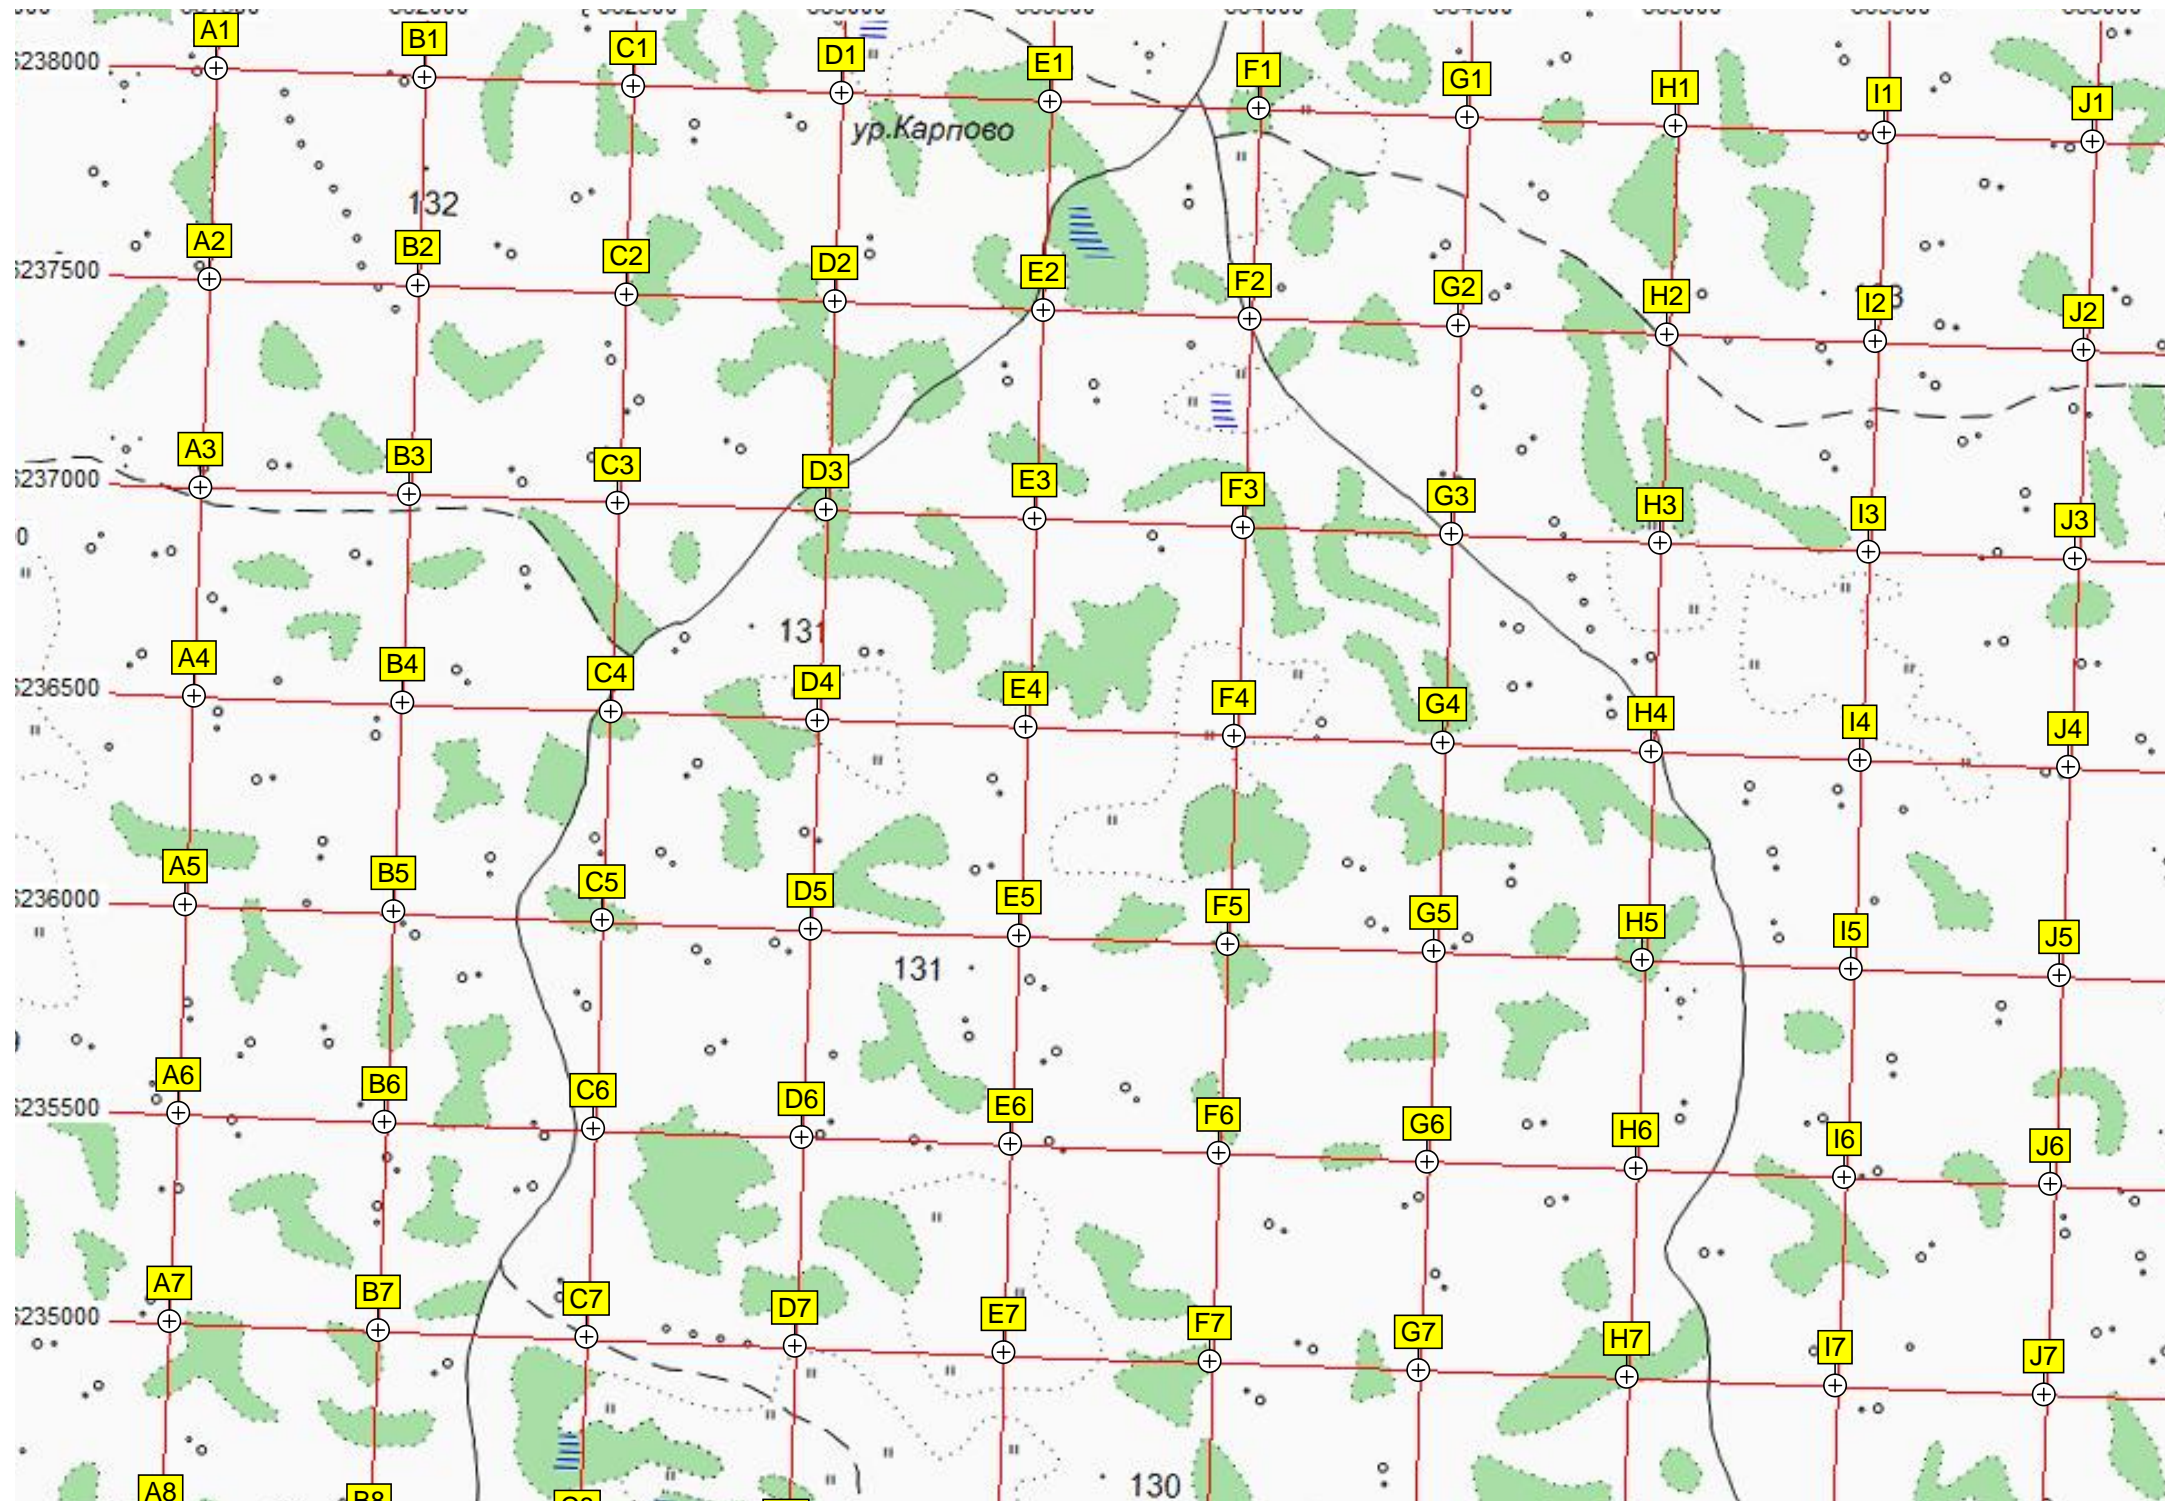 A1 B1 C1 D1 E1 F1 G1 H1 I1 J1
6238000
ур.Карпово
132
A2 B2 C2 D2 E2 F2 G2 H2 I2 J2
6237500
A3 B3 C3 D3 E3 F3 G3 H3 I3 J3
6237000
0
131
A4 B4 C4 D4 E4 F4 G4 H4 I4 J4
6236500
A5 B5 C5 D5 E5 F5 G5 H5 I5 J5
6236000
131
A6 B6 C6 D6 E6 F6 G6 H6 I6 J6
6235500
A7 B7 C7 D7 E7 F7 G7 H7 I7 J7
6235000
130
A8 B8